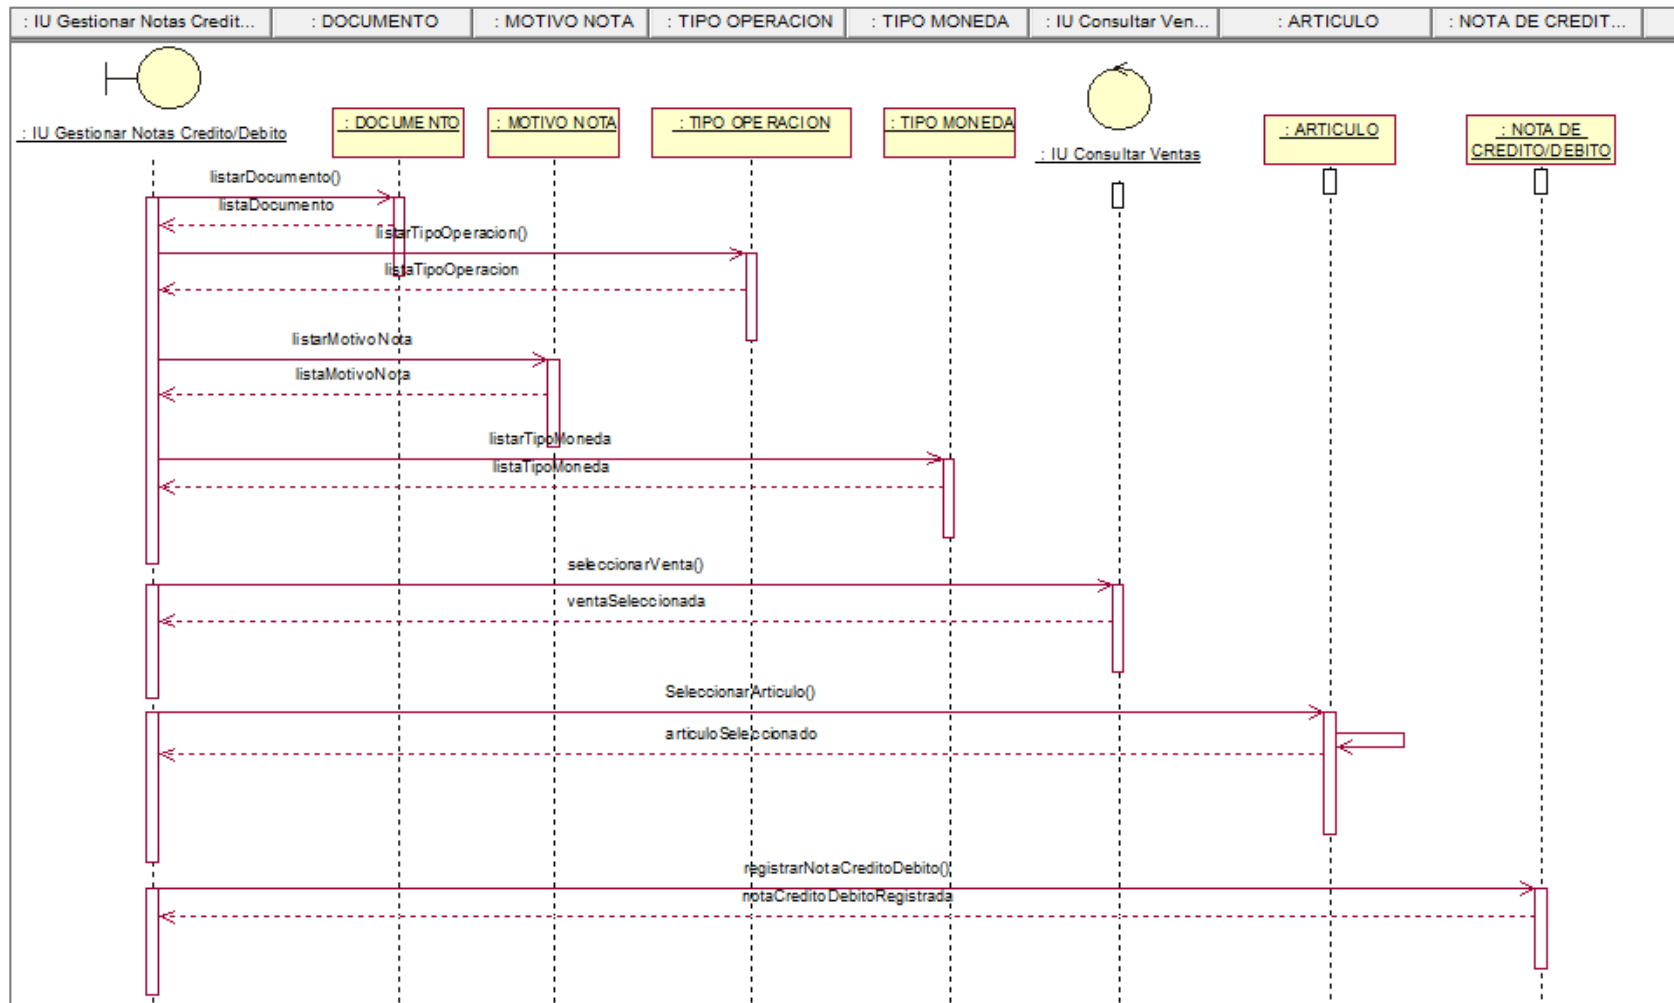 : IU Gestionar Notas Credit...
: DOCUMENTO
: MOTIVO NOTA
: TIPO OPERACION
: TIPO MONEDA
: IU Consultar Ven...
: ARTICULO
: NOTA DE CREDIT...
: IU Gestionar Notas Credito/Debito
: DOCUMENTO
: MOTIVO NOTA
: TIPO OPERACION
: TIPO MONEDA
: IU Consultar Ventas
: ARTICULO
: NOTA DE
CREDITO/DEBITO
listarDocumento()
listaDocumento
listarTipoOperacion()
listaTipoOperacion
listarMotivoNota
listaMotivoNota
listarTipoMoneda
listaTipoMoneda
seleccionarVenta()
ventaSeleccionada
SeleccionarArticulo()
articuloSeleccionado
registrarNotaCreditoDebito()
notaCreditoDebitoRegistrada